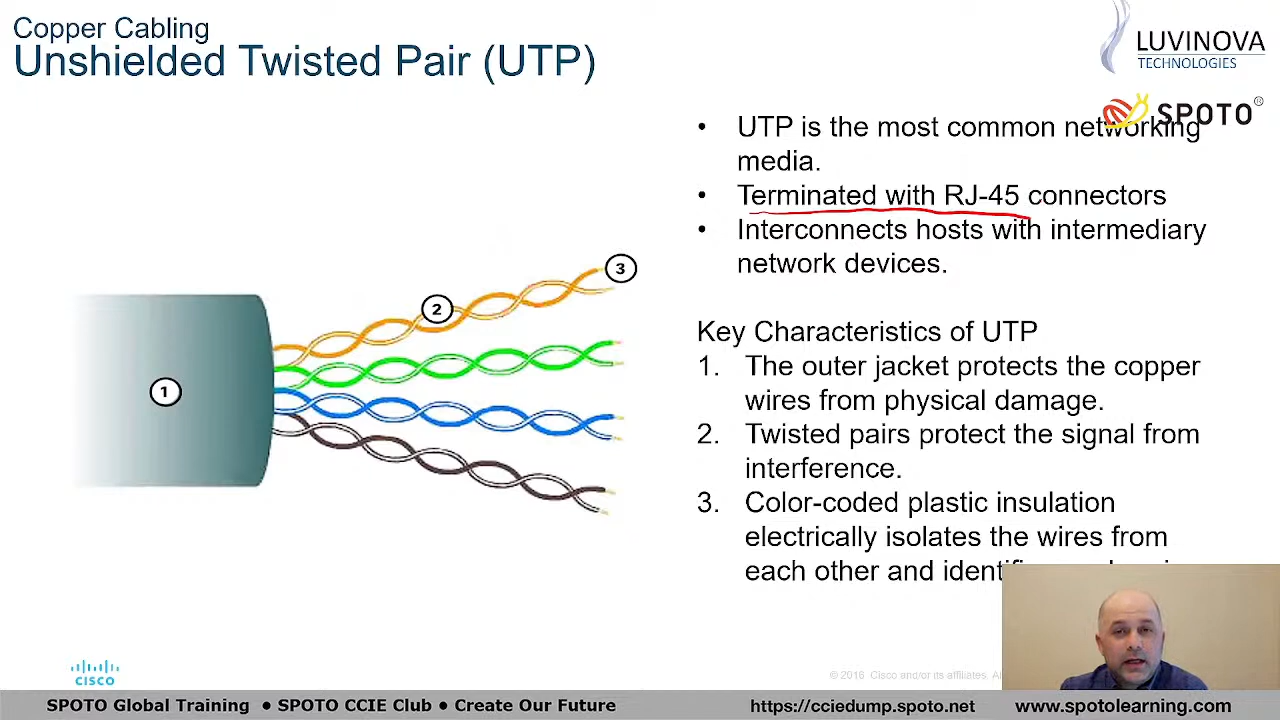 Copper Cabling
Unshielded Twisted Pair (UTP)
LUVINOVA
TECHNOLOGIES
SPOTO®
• UTP is the most common networking
media.
• Terminated with RJ-45 connectors
• Interconnects hosts with intermediary
network devices.
Key Characteristics of UTP
1. The outer jacket protects the copper
wires from physical damage.
2. Twisted pairs protect the signal from
interference.
3. Color-coded plastic insulation
electrically isolates the wires from
each other and
1
2
3
CISCO
© 2016 Cisco and/or its affiliates.
SPOTO Global Training ● SPOTO CCIE Club ● Create Our Future
https://cciedump.spoto.net
www.spotolearning.com